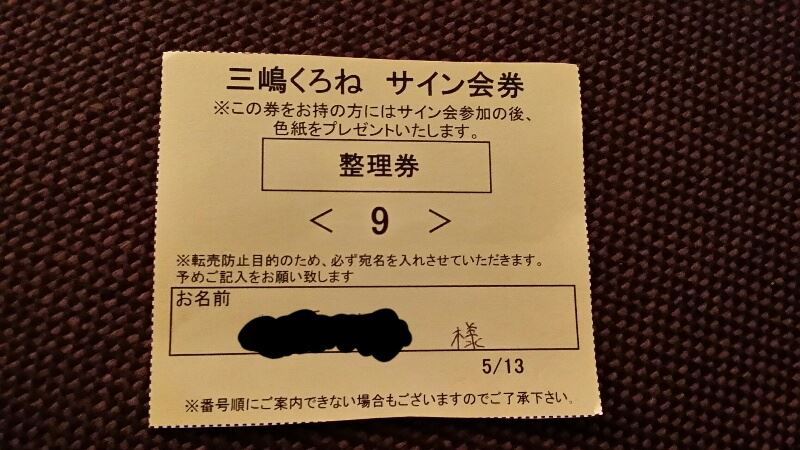 三嶋くろね サイン会券
※この券をお持の方にはサイン会参加の後、
色紙をプレゼントいたします。
整理券
＜ 9 ＞
※転売防止目的のため、必ず宛名を入れさせていただきます。
予めご記入をお願い致します
お名前
様
5/13
※番号順にご案内できない場合もございますのでご了承下さい。